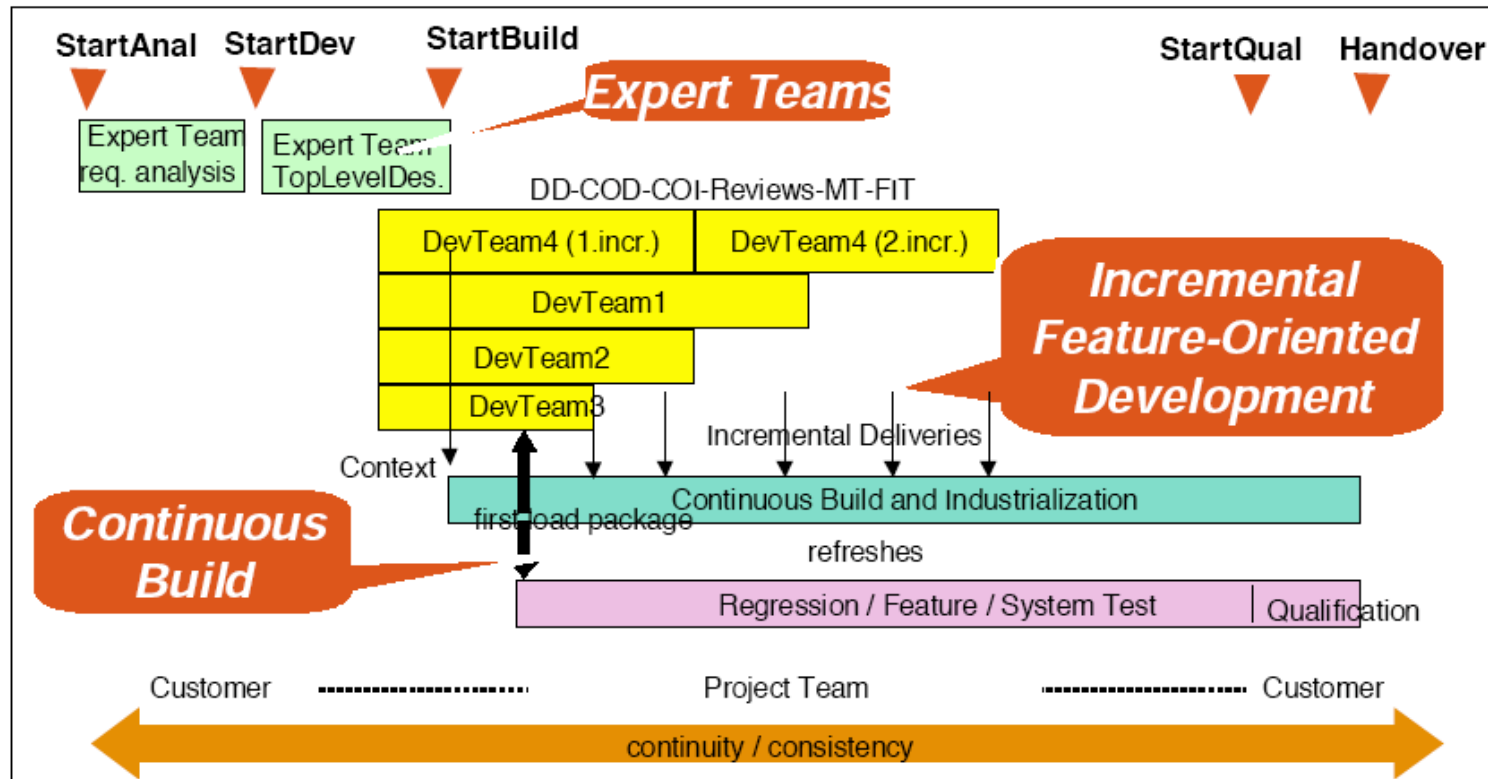 StartAnal StartDev StartBuild StartQual Handover
Expert Teams
Expert Team
req. analysis
Expert Team
TopLevelDes.
DD-COD-COI-Reviews-MT-FIT
DevTeam4 (1.incr.) DevTeam4 (2.incr.)
DevTeam1
DevTeam2
DevTeam3
Incremental
Feature-Oriented
Development
Incremental Deliveries
Context
Continuous Build and Industrialization
first load package
Continuous
Build
refreshes
Regression / Feature / System Test
Qualification
Customer Project Team Customer
continuity / consistency